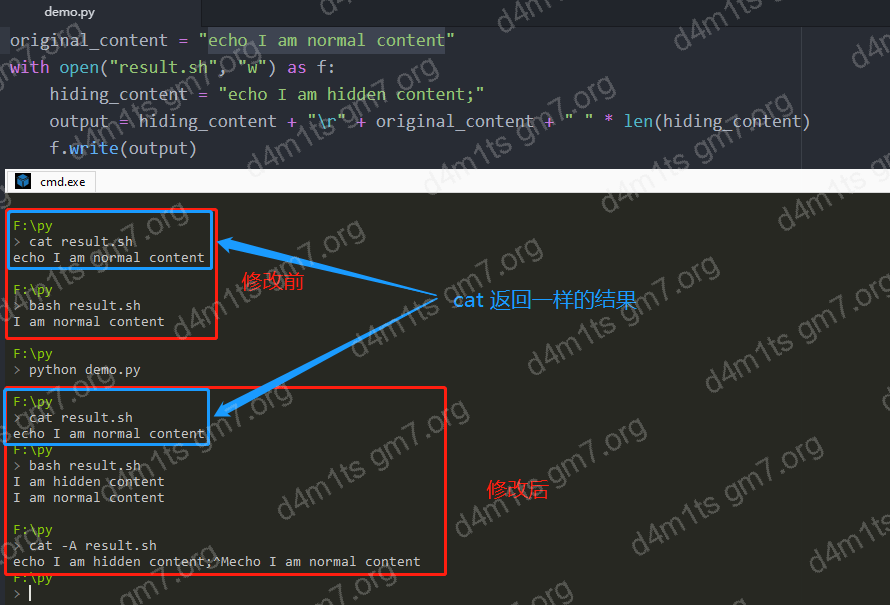 demo.py
original_content = "echo I am normal content"
with open("result.sh", "w") as f:
    hiding_content = "echo I am hidden content;"
    output = hiding_content + "\r" + original_content + " " * len(hiding_content)
    f.write(output)
cmd.exe
F:\py
> cat result.sh
echo I am normal content
修改前
F:\py
> bash result.sh
I am normal content
cat 返回一样的结果
F:\py
> python demo.py
F:\py
> cat result.sh
echo I am normal content
F:\py
> bash result.sh
I am hidden content
I am normal content
修改后
F:\py
> cat -A result.sh
echo I am hidden content;^Mecho I am normal content
F:\py
>
d4m1ts gm7.org